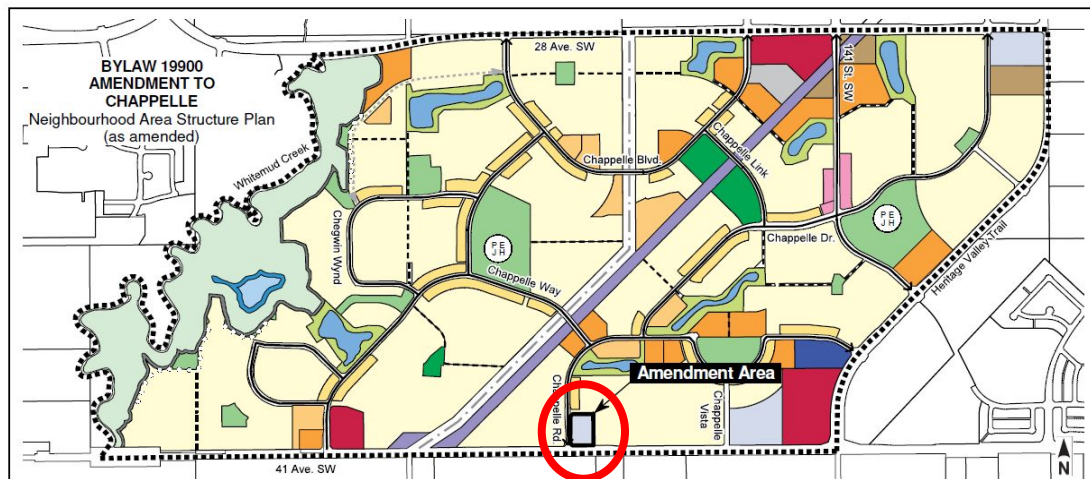 BYLAW 19900
AMENDMENT TO
CHAPPELLE
Neighbourhood Area Structure Plan
(as amended)
28 Ave. SW
141 St. SW
Whitemud Creek
Chappelle Blvd.
Chappelle Link
Chegwin Wynd
P E
J H
P E
J H
Chappelle Dr.
Chappelle Way
Heritage Valley Trail
Amendment Area
Chappelle Rd.
Chappelle
Vista
41 Ave. SW
N